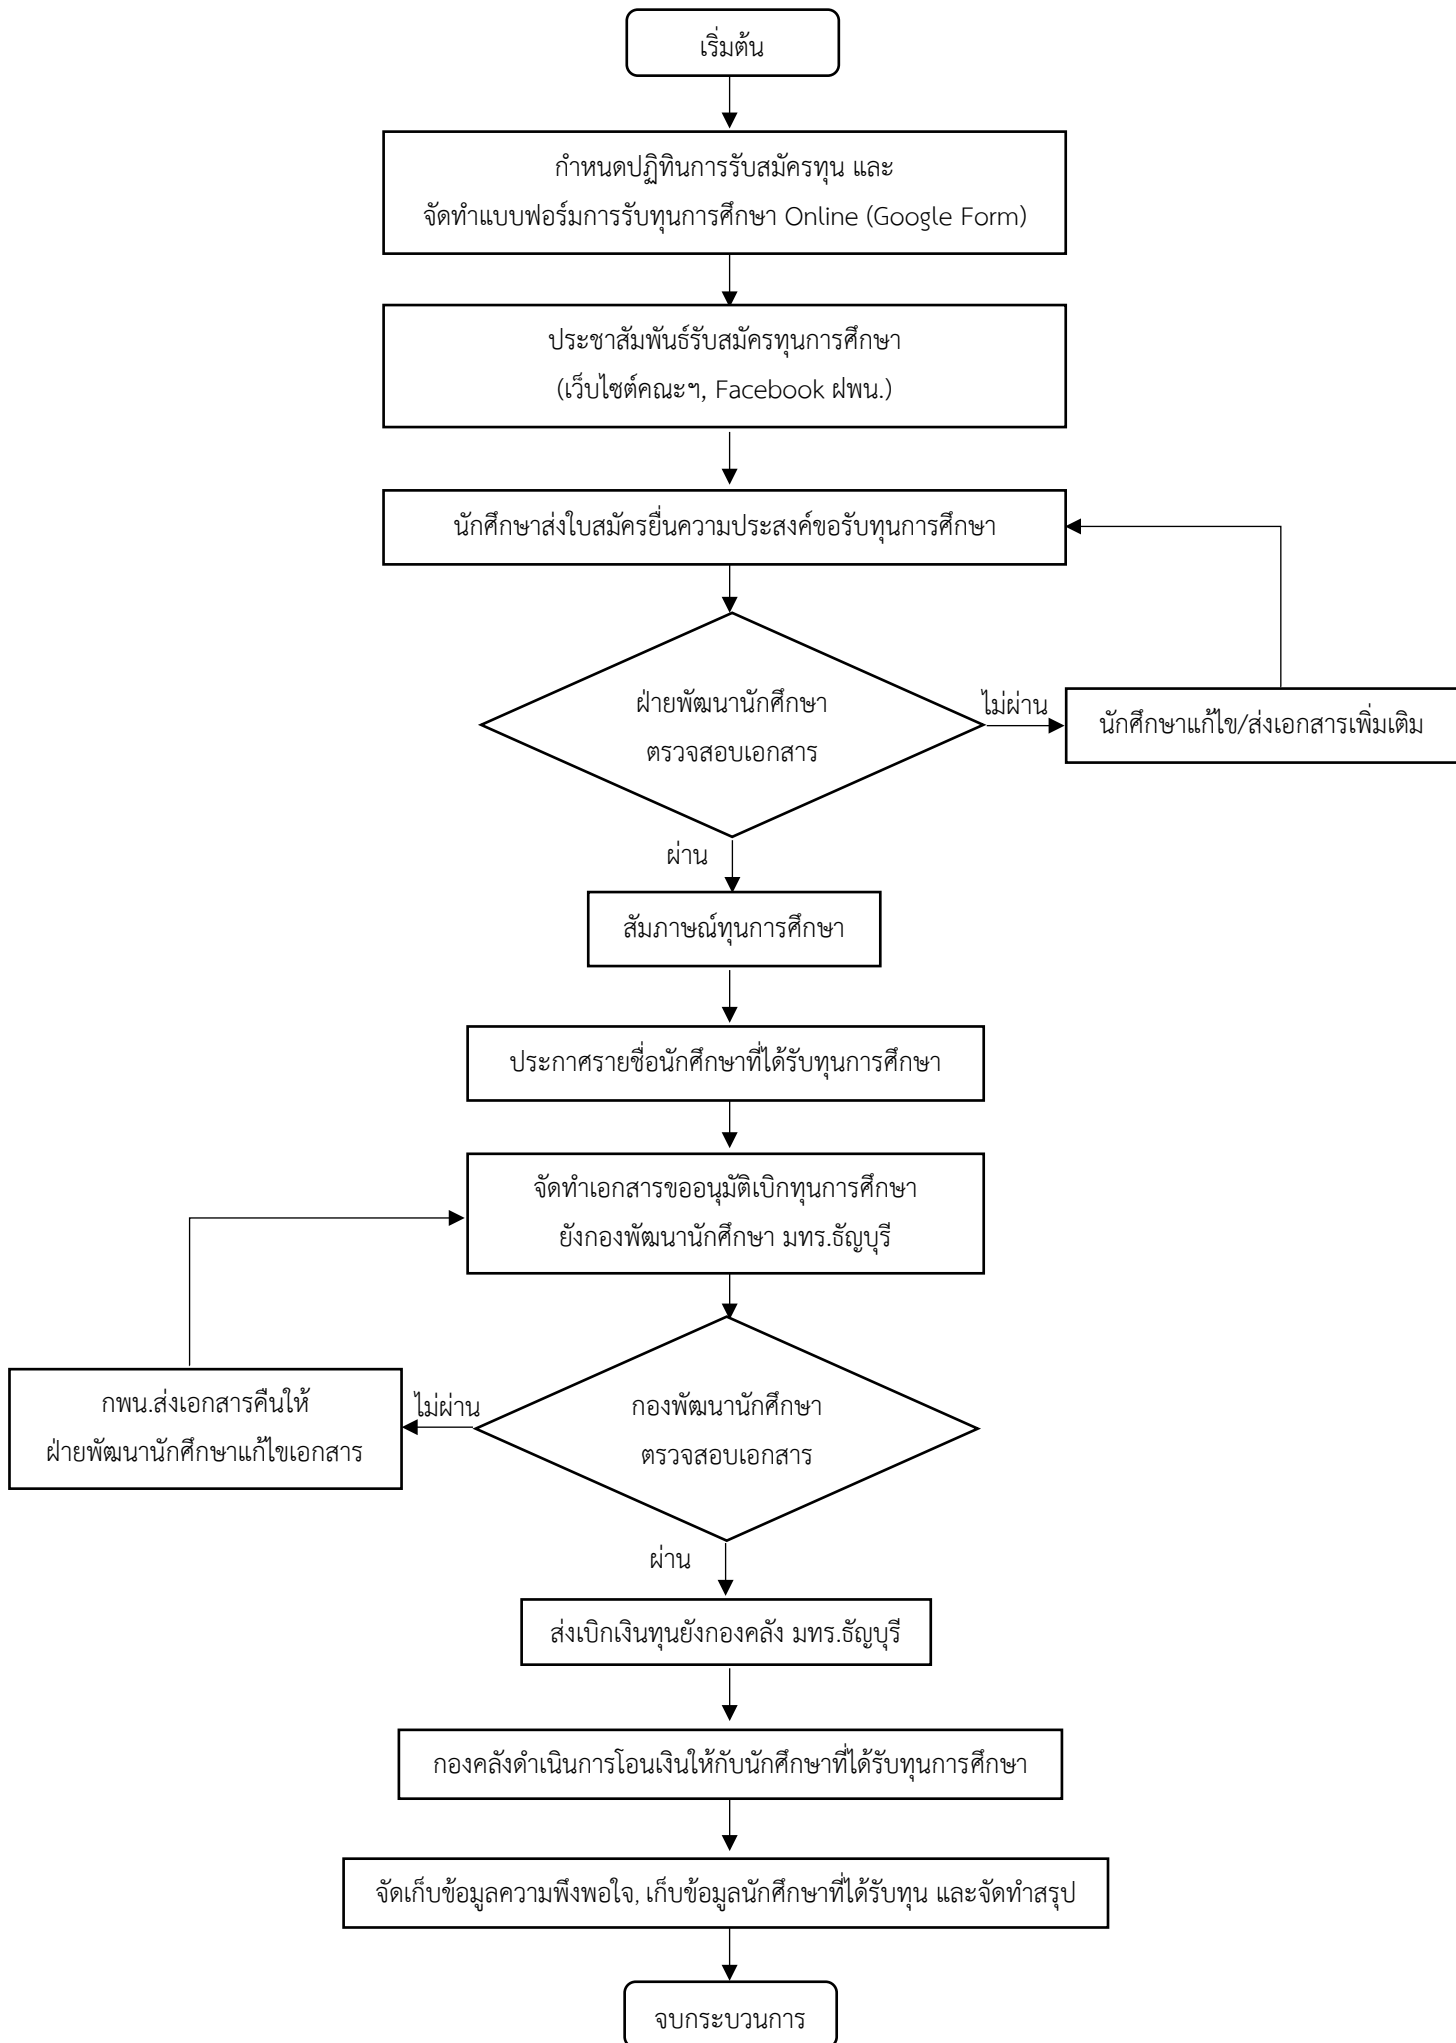 เริ่มต้น
กำหนดปฏิทินการรับสมัครทุน และ
จัดทำแบบฟอร์มการรับทุนการศึกษา Online (Google Form)
ประชาสัมพันธ์รับสมัครทุนการศึกษา
(เว็บไซต์คณะฯ, Facebook ฝพน.)
นักศึกษาส่งใบสมัครยื่นความประสงค์ขอรับทุนการศึกษา
ฝ่ายพัฒนานักศึกษา
ตรวจสอบเอกสาร
ไม่ผ่าน
นักศึกษาแก้ไข/ส่งเอกสารเพิ่มเติม
ผ่าน
สัมภาษณ์ทุนการศึกษา
ประกาศรายชื่อนักศึกษาที่ได้รับทุนการศึกษา
จัดทำเอกสารขออนุมัติเบิกทุนการศึกษา
ยังกองพัฒนานักศึกษา มทร.ธัญบุรี
กพน.ส่งเอกสารคืนให้
ฝ่ายพัฒนานักศึกษาแก้ไขเอกสาร
ไม่ผ่าน
กองพัฒนานักศึกษา
ตรวจสอบเอกสาร
ผ่าน
ส่งเบิกเงินทุนยังกองคลัง มทร.ธัญบุรี
กองคลังดำเนินการโอนเงินให้กับนักศึกษาที่ได้รับทุนการศึกษา
จัดเก็บข้อมูลความพึงพอใจ, เก็บข้อมูลนักศึกษาที่ได้รับทุน และจัดทำสรุป
จบกระบวนการ